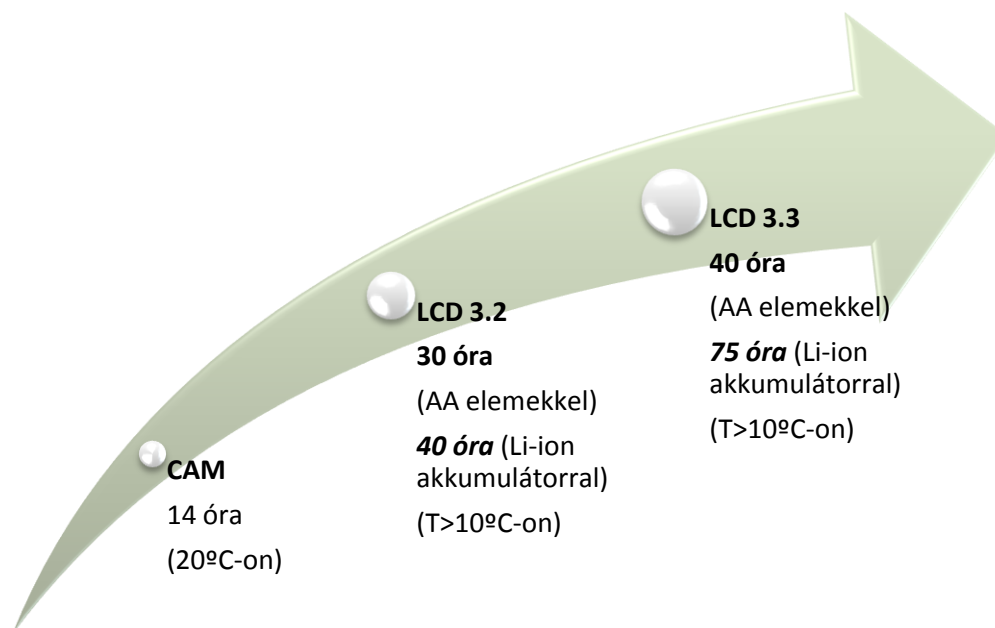 CAM
14 óra
(20ºC-on)
LCD 3.2
30 óra
(AA elemekkel)
40 óra (Li-ion
akkumulátorral)
(T>10ºC-on)
LCD 3.3
40 óra
(AA elemekkel)
75 óra (Li-ion
akkumulátorral)
(T>10ºC-on)